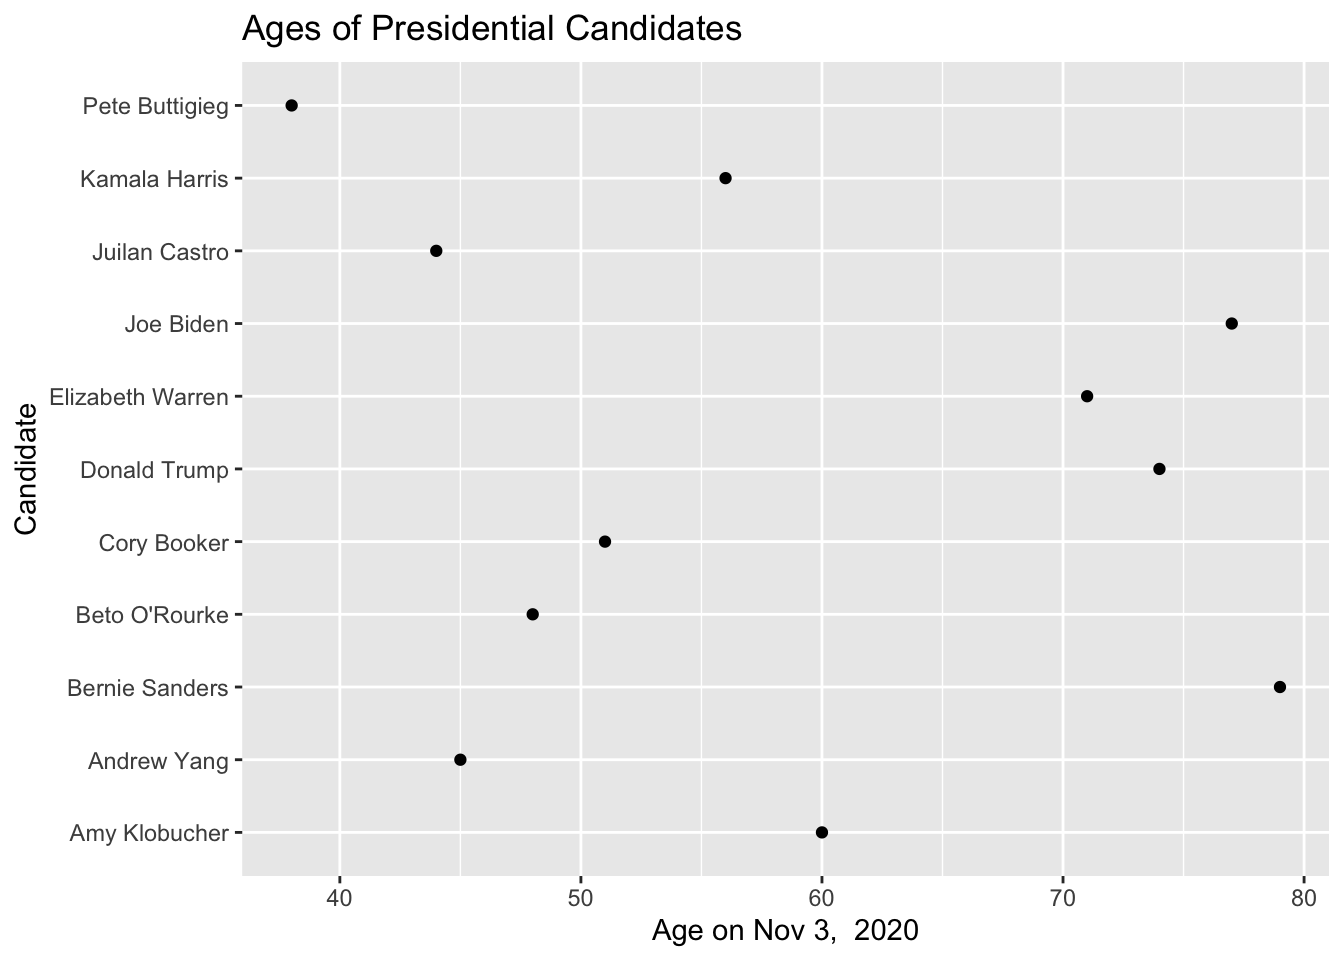 Ages of Presidential Candidates
Candidate
Pete Buttigieg
Kamala Harris
Juilan Castro
Joe Biden
Elizabeth Warren
Donald Trump
Cory Booker
Beto O'Rourke
Bernie Sanders
Andrew Yang
Amy Klobucher
40 50 60 70 80
Age on Nov 3,  2020